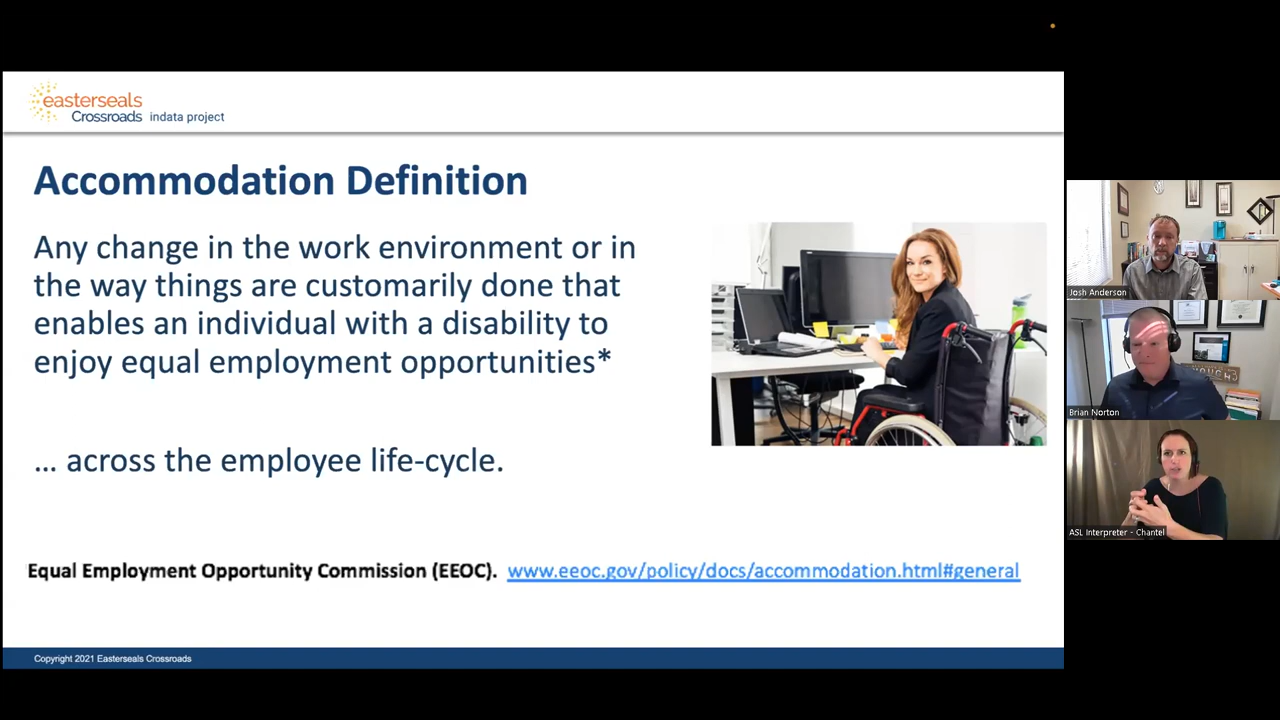 easterseals
Crossroads indata project
Accommodation Definition
Any change in the work environment or in
the way things are customarily done that
enables an individual with a disability to
enjoy equal employment opportunities*
... across the employee life-cycle.
Equal Employment Opportunity Commission (EEOC). www.eeoc.gov/policy/docs/accommodation.html#general
Copyright 2021 Easterseals Crossroads
Josh Anderson
Brian Norton
ASL Interpreter - Chantel